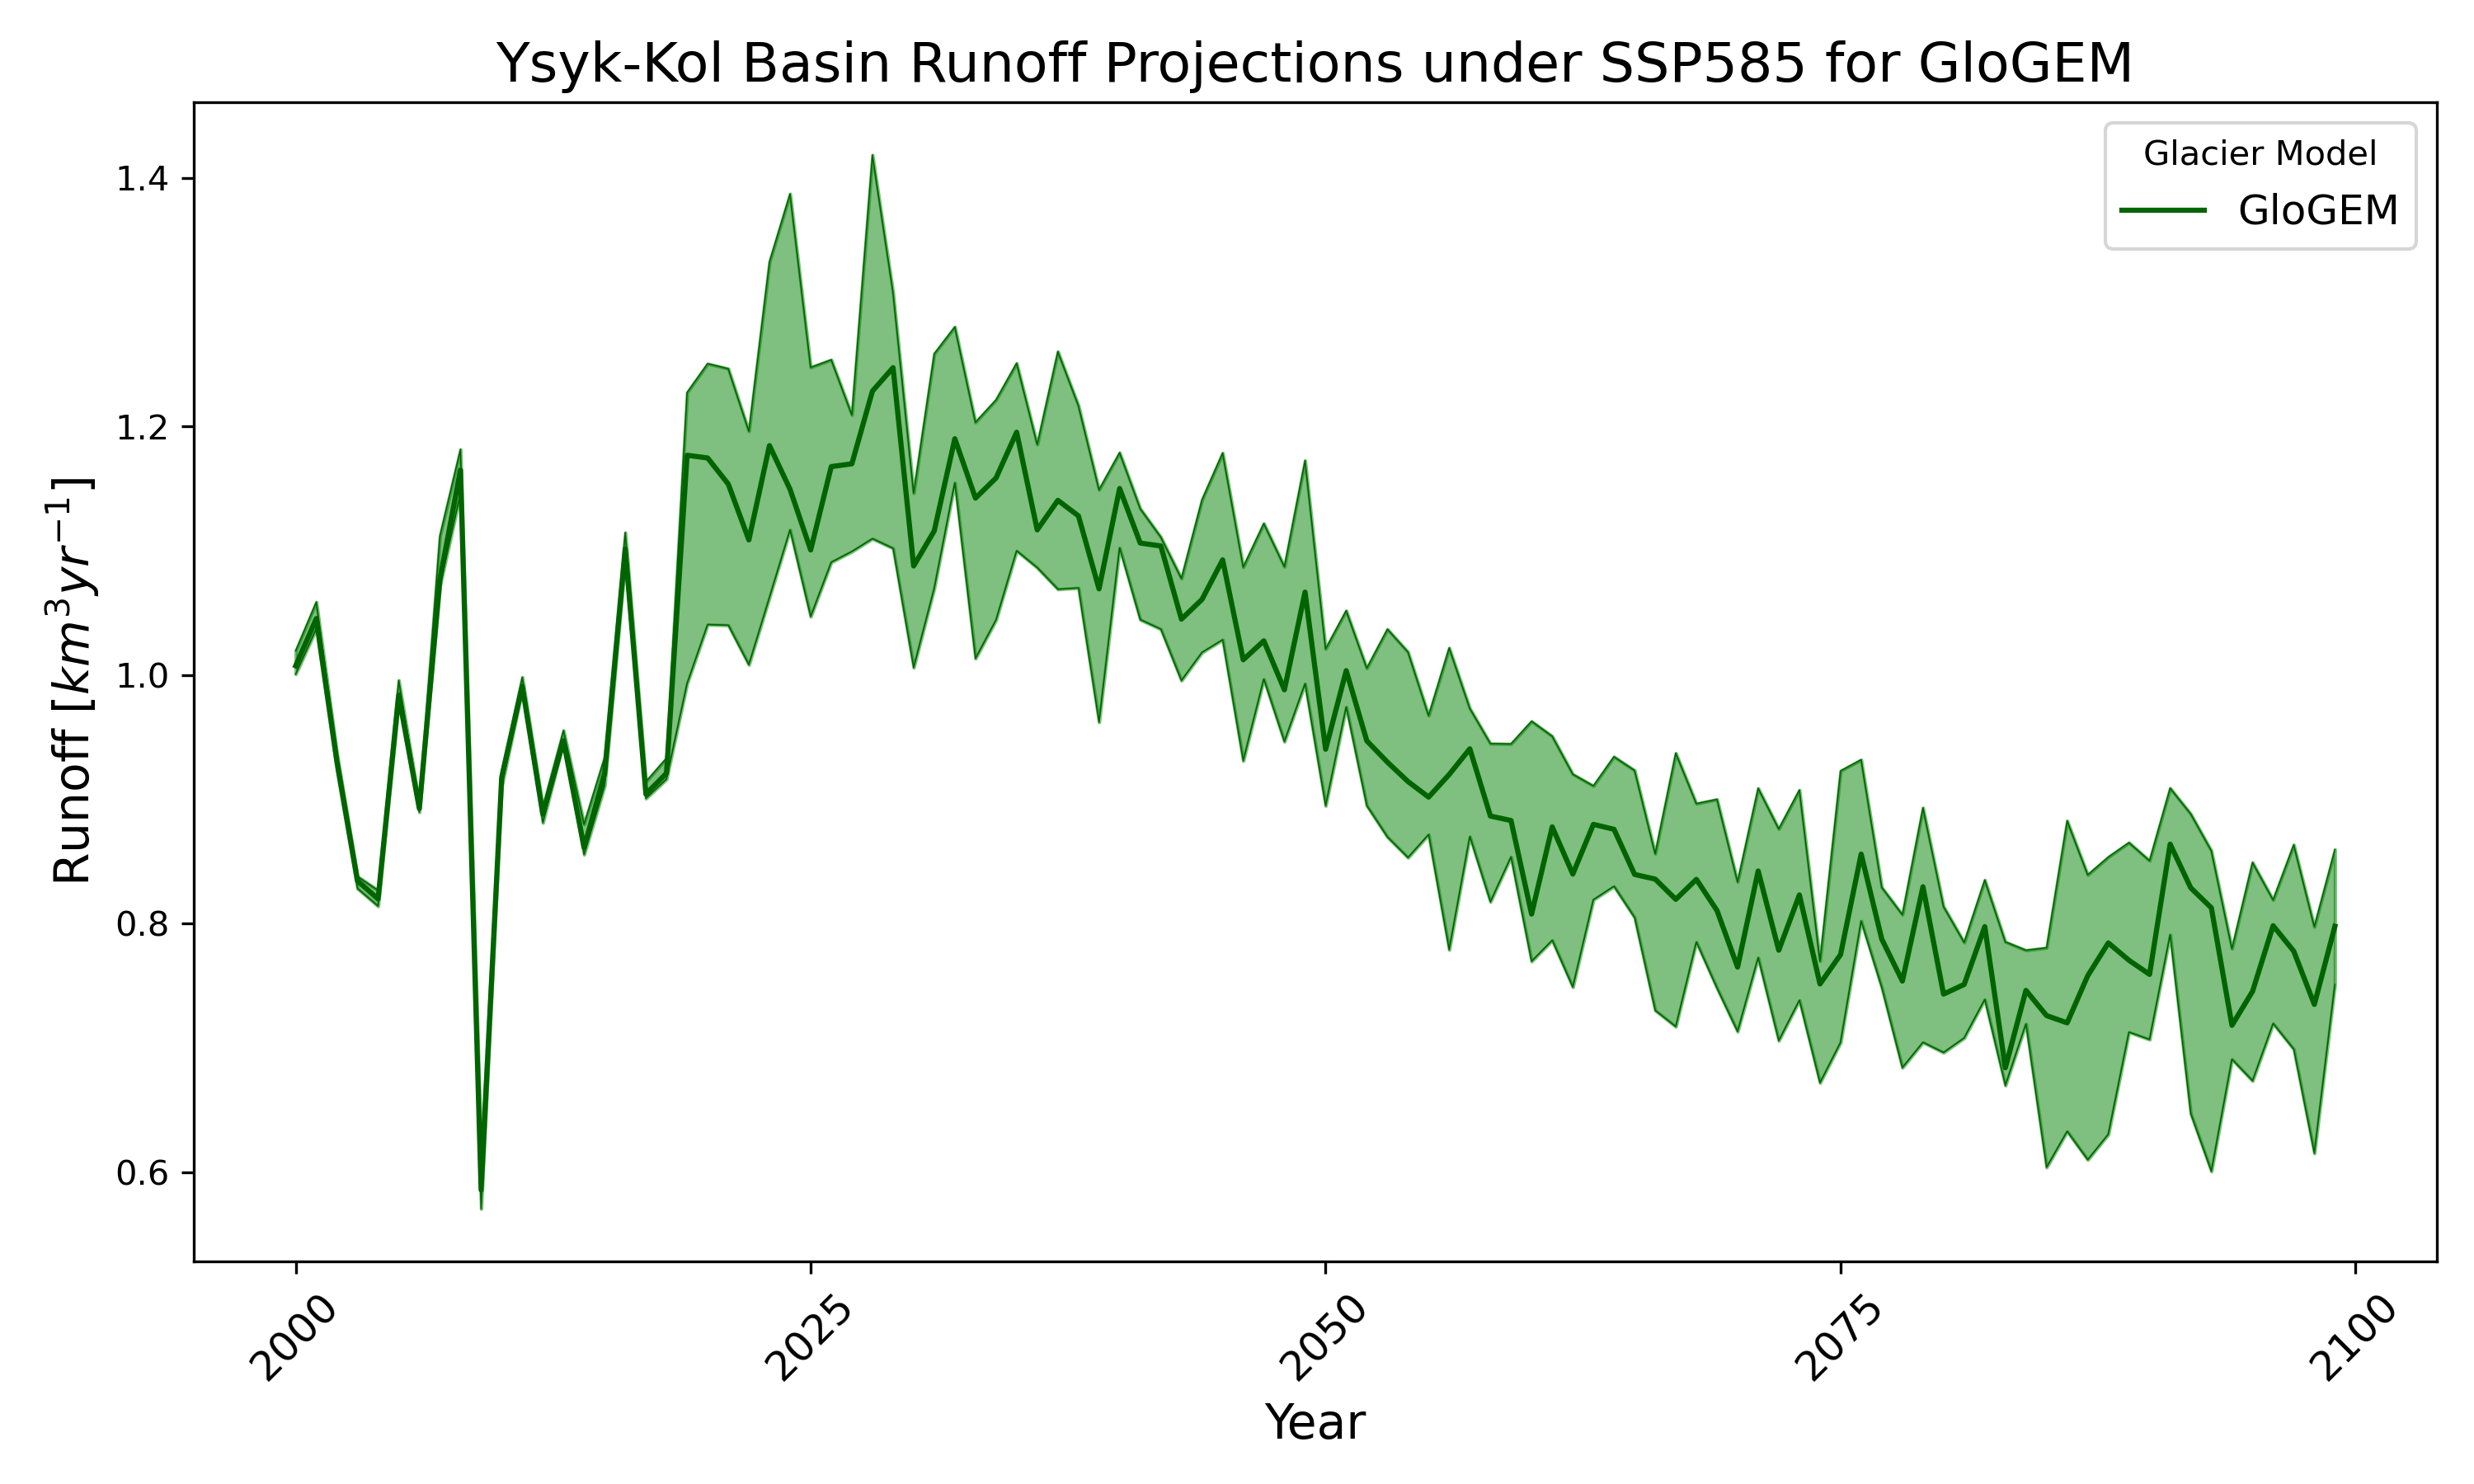 Ysyk-Kol Basin Runoff Projections under SSP585 for GloGEM
Glacier Model
GloGEM
Runoff [km³yr⁻¹]
1.4
1.2
1.0
0.8
0.6
2000
2025
2050
2075
2100
Year